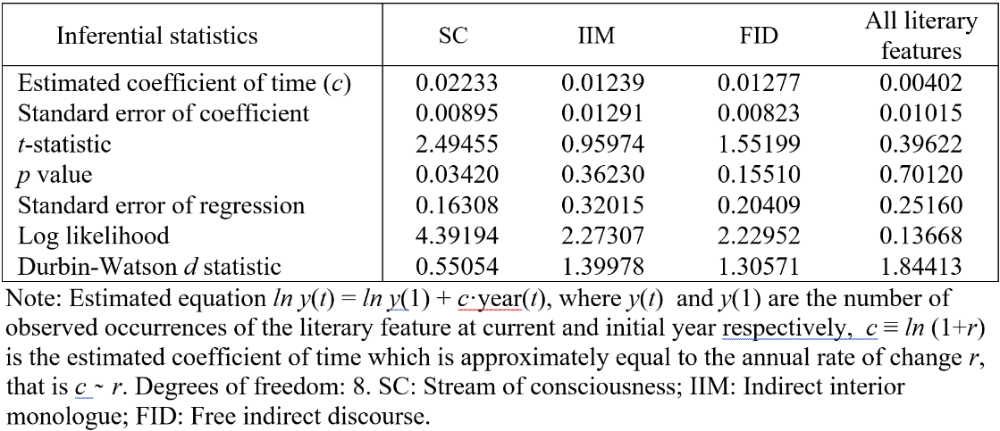 Inferential statistics SC IIM FID All literary features
Estimated coefficient of time (c) 0.02233 0.01239 0.01277 0.00402
Standard error of coefficient 0.00895 0.01291 0.00823 0.01015
t-statistic 2.49455 0.95974 1.55199 0.39622
p value 0.03420 0.36230 0.15510 0.70120
Standard error of regression 0.16308 0.32015 0.20409 0.25160
Log likelihood 4.39194 2.27307 2.22952 0.13668
Durbin-Watson d statistic 0.55054 1.39978 1.30571 1.84413
Note: Estimated equation ln y(t) = ln y(1) + c·year(t), where y(t) and y(1) are the number of
observed occurrences of the literary feature at current and initial year respectively, c ≡ ln (1+r)
is the estimated coefficient of time which is approximately equal to the annual rate of change r,
that is c ~ r. Degrees of freedom: 8. SC: Stream of consciousness; IIM: Indirect interior
monologue; FID: Free indirect discourse.